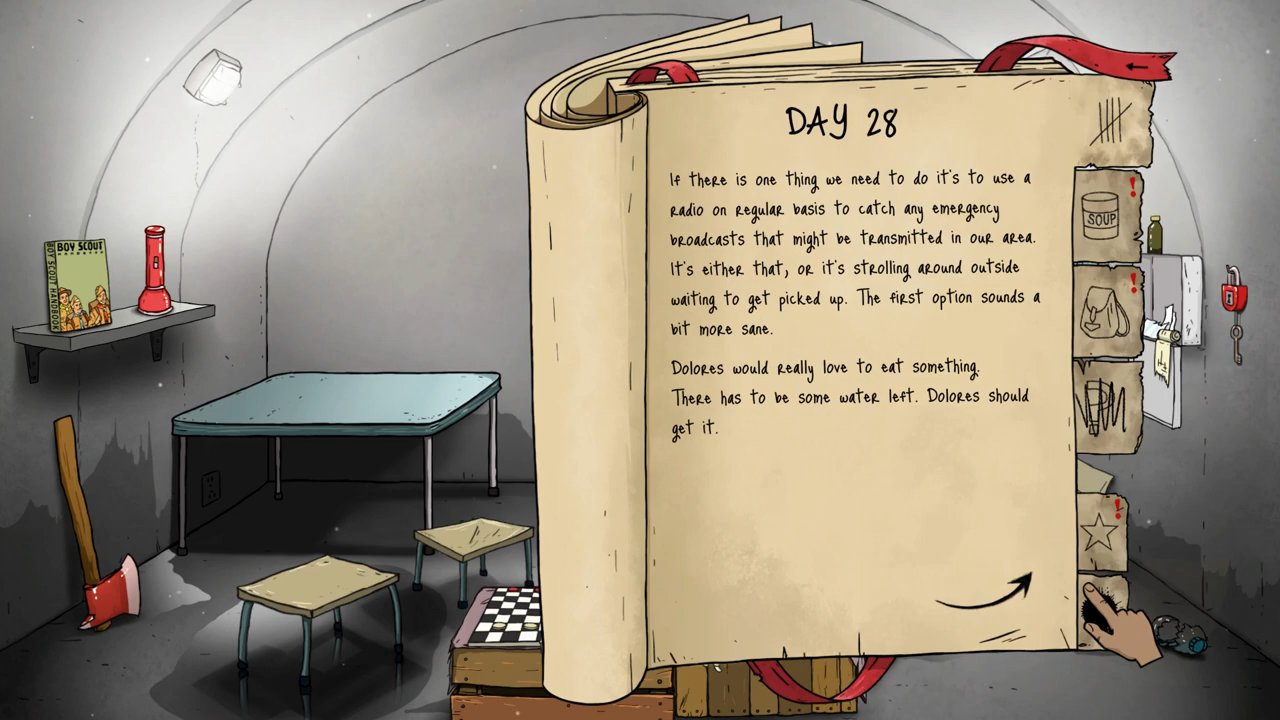 BOY SCOUT
HANDBOOK
BOY SCOUT HANDBOOK
DAY 28
If there is one thing we need to do it's to use a
radio on regular basis to catch any emergency
broadcasts that might be transmitted in our area.
It's either that, or it's strolling around outside
waiting to get picked up. The first option sounds a
bit more sane.
Dolores would really love to eat something.
There has to be some water left. Dolores should
get it.
!
SOUP
!
!